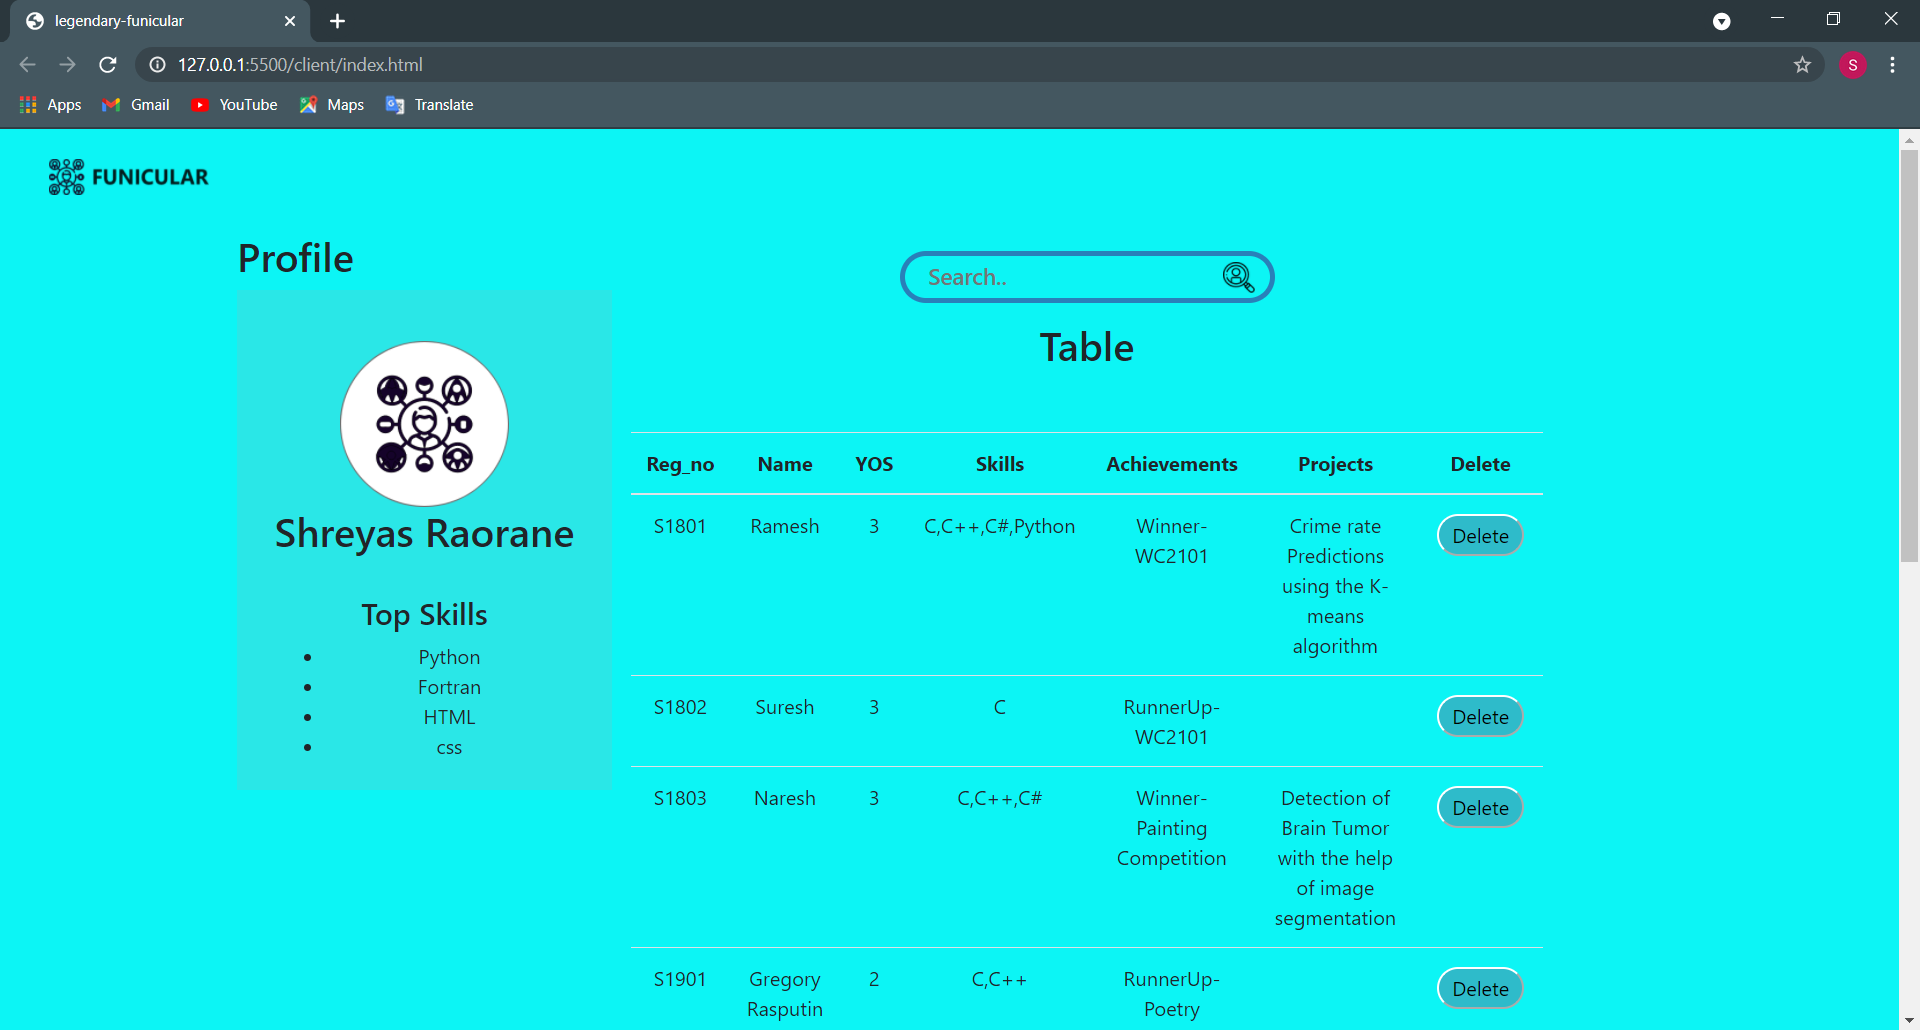 legendary-funicular
127.0.0.1:5500/client/index.html
S
Apps Gmail YouTube Maps Translate
FUNICULAR
Profile
Shreyas Raorane
Top Skills
Python
Fortran
HTML
css
Search..
Table
Reg_no Name YOS Skills Achievements Projects Delete
S1801 Ramesh 3 C,C++,C#,Python Winner- Crime rate Delete
WC2101 Predictions
using the K-
means
algorithm
S1802 Suresh 3 C RunnerUp- Delete
WC2101
S1803 Naresh 3 C,C++,C# Winner- Detection of Delete
Painting Brain Tumor
Competition with the help
of image
segmentation
S1901 Gregory 2 C,C++ RunnerUp- Delete
Rasputin Poetry